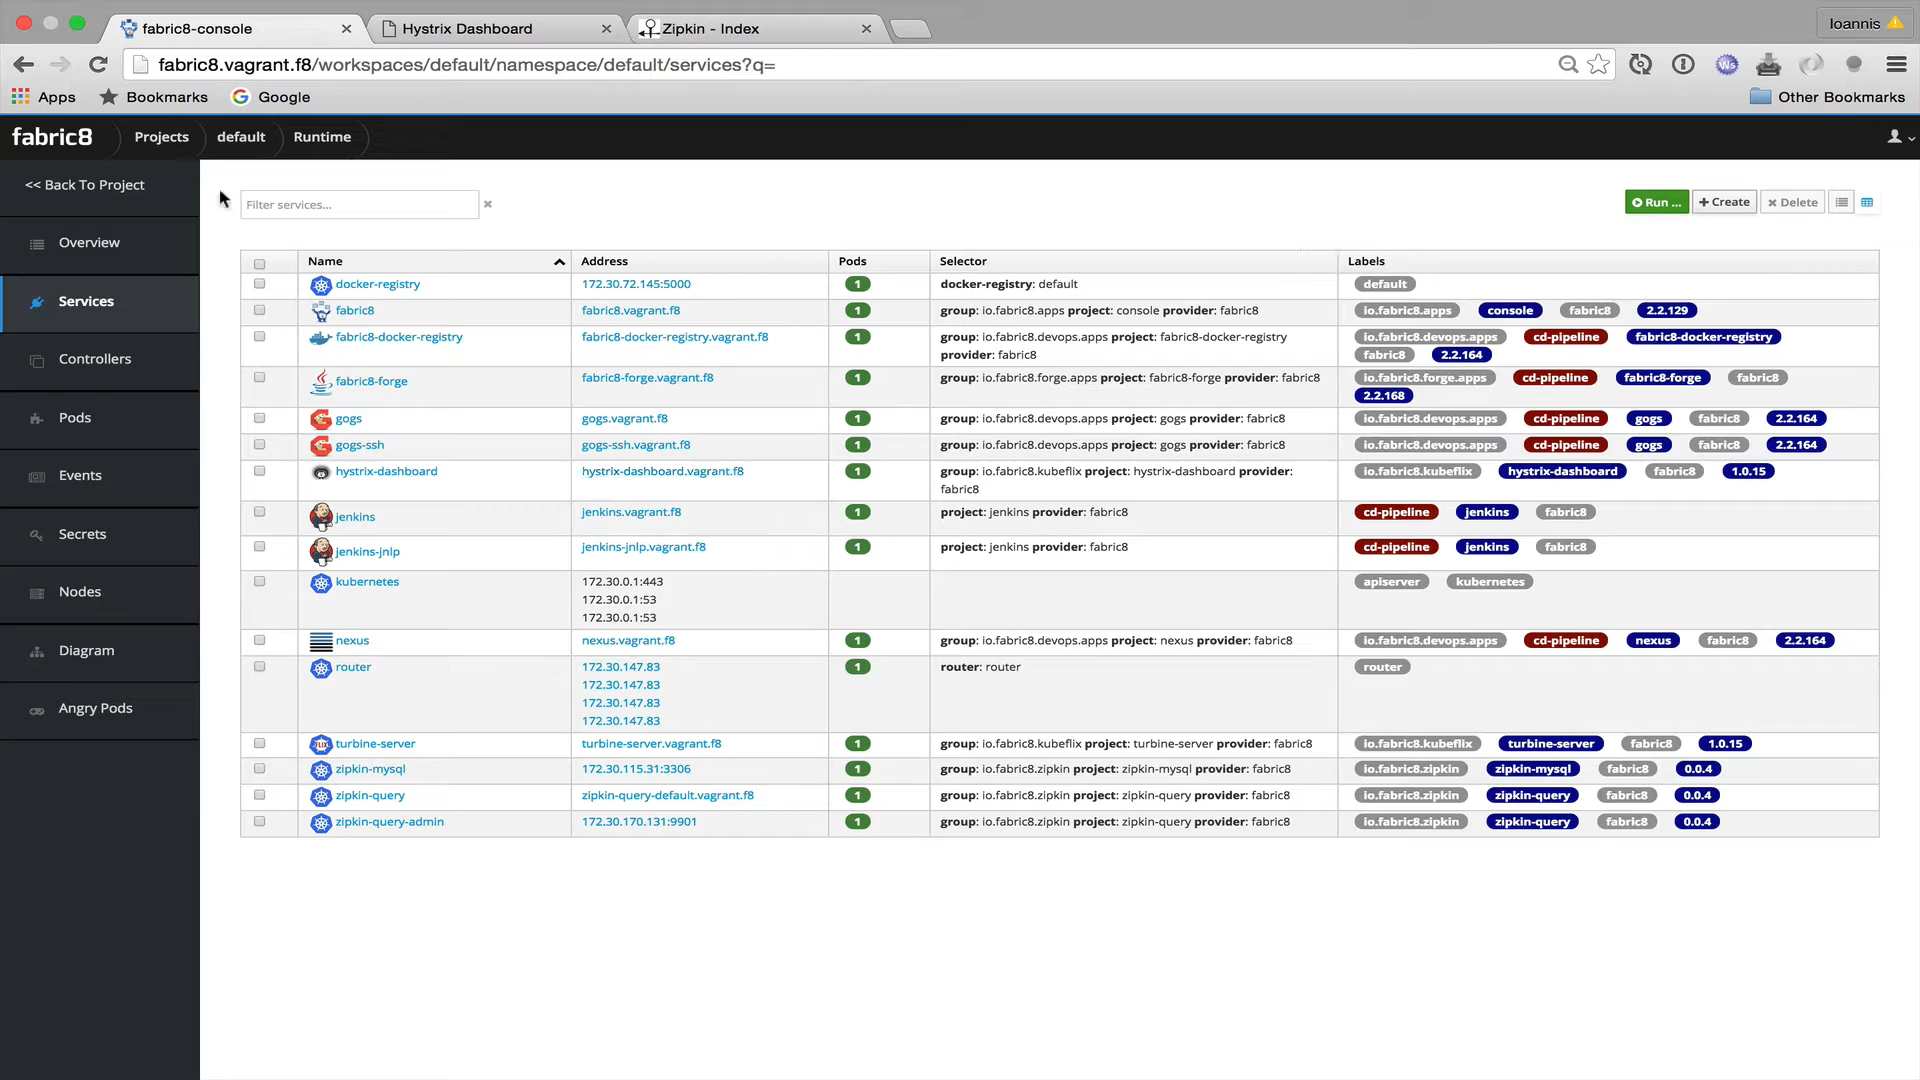 fabric8-console
Hystrix Dashboard
Zipkin - Index
Ioannis
fabric8.vagrant.f8/workspaces/default/namespace/default/services?q=
Apps
Bookmarks
Google
Other Bookmarks
fabric8
Projects
default
Runtime
<< Back To Project
Overview
Services
Controllers
Pods
Events
Secrets
Nodes
Diagram
Angry Pods
Filter services...
Run ...
Create
Delete
Name Address Pods Selector Labels
docker-registry 172.30.72.145:5000 1 docker-registry: default default
fabric8 fabric8.vagrant.f8 1 group: io.fabric8.apps project: console provider: fabric8 io.fabric8.apps console fabric8 2.2.129
fabric8-docker-registry fabric8-docker-registry.vagrant.f8 1 group: io.fabric8.devops.apps project: fabric8-docker-registry io.fabric8.devops.apps cd-pipeline fabric8-docker-registry
provider: fabric8 fabric8 2.2.164
fabric8-forge fabric8-forge.vagrant.f8 1 group: io.fabric8.forge.apps project: fabric8-forge provider: fabric8 io.fabric8.forge.apps cd-pipeline fabric8-forge fabric8
2.2.168
gogs gogs.vagrant.f8 1 group: io.fabric8.devops.apps project: gogs provider: fabric8 io.fabric8.devops.apps cd-pipeline gogs fabric8 2.2.164
gogs-ssh gogs-ssh.vagrant.f8 1 group: io.fabric8.devops.apps project: gogs provider: fabric8 io.fabric8.devops.apps cd-pipeline gogs fabric8 2.2.164
hystrix-dashboard hystrix-dashboard.vagrant.f8 1 group: io.fabric8.kubeflix project: hystrix-dashboard provider: io.fabric8.kubeflix hystrix-dashboard fabric8 1.0.15
fabric8
jenkins jenkins.vagrant.f8 1 project: jenkins provider: fabric8 cd-pipeline jenkins fabric8
jenkins-jnlp jenkins-jnlp.vagrant.f8 1 project: jenkins provider: fabric8 cd-pipeline jenkins fabric8
kubernetes 172.30.0.1:443 1 apiserver kubernetes
172.30.0.1:53
172.30.0.1:53
nexus nexus.vagrant.f8 1 group: io.fabric8.devops.apps project: nexus provider: fabric8 io.fabric8.devops.apps cd-pipeline nexus fabric8 2.2.164
router 172.30.147.83 1 router: router router
172.30.147.83
172.30.147.83
172.30.147.83
turbine-server turbine-server.vagrant.f8 1 group: io.fabric8.kubeflix project: turbine-server provider: fabric8 io.fabric8.kubeflix turbine-server fabric8 1.0.15
zipkin-mysql 172.30.115.31:3306 1 group: io.fabric8.zipkin project: zipkin-mysql provider: fabric8 io.fabric8.zipkin zipkin-mysql fabric8 0.0.4
zipkin-query zipkin-query-default.vagrant.f8 1 group: io.fabric8.zipkin project: zipkin-query provider: fabric8 io.fabric8.zipkin zipkin-query fabric8 0.0.4
zipkin-query-admin 172.30.170.131:9901 1 group: io.fabric8.zipkin project: zipkin-query provider: fabric8 io.fabric8.zipkin zipkin-query fabric8 0.0.4